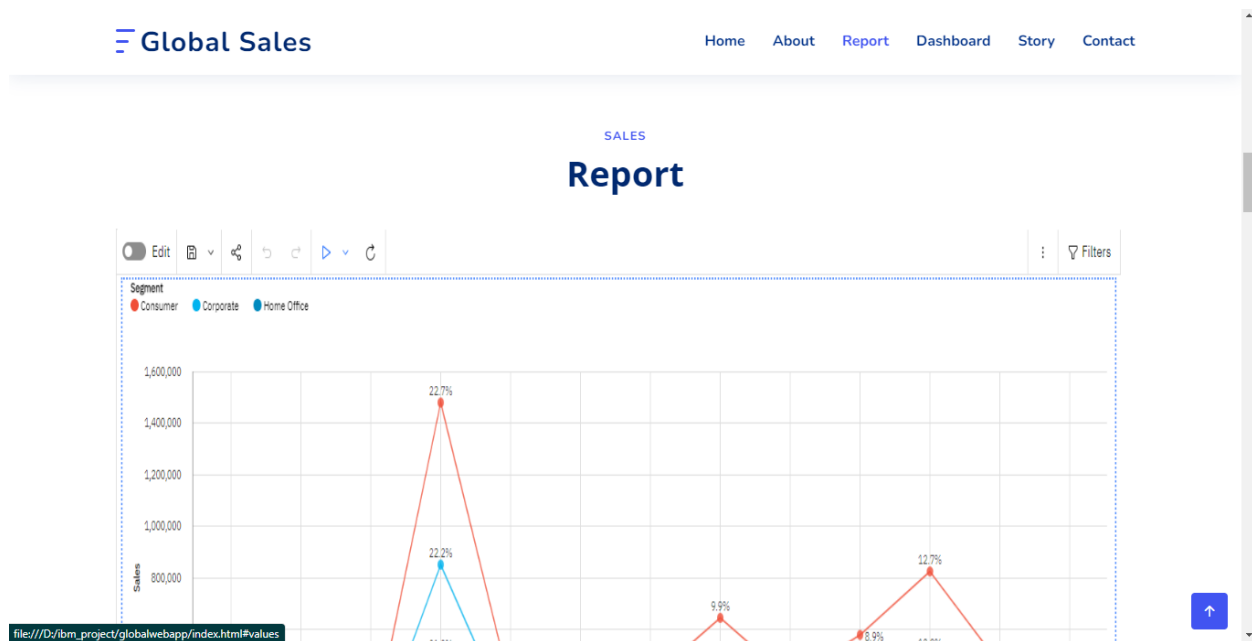 Global Sales
Home About Report Dashboard Story Contact
SALES
Report
Edit
Filters
Segment
Consumer Corporate Home Office
1,600,000
22.7%
1,400,000
1,200,000
1,000,000
22.2%
12.7%
Sales
800,000
9.9%
8.9%
file:///D:/ibm_project/globalwebapp/index.html#values